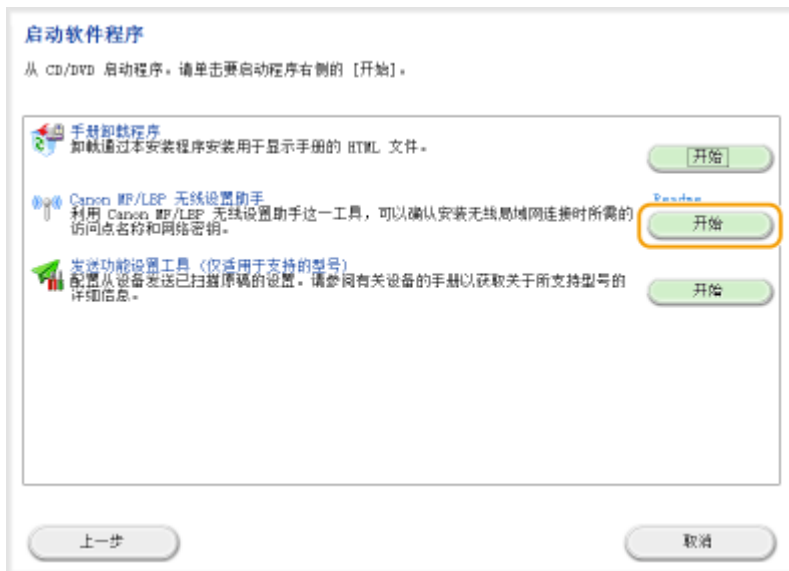 启动软件程序
从 CD/DVD 启动程序。请单击要启动程序右侧的 [开始]。
手册卸载程序
卸载通过本安装程序安装用于显示手册的 HTML 文件。
开始
Canon MF/LBP 无线设置助手
Readme
利用 Canon MF/LBP 无线设置助手这一工具，可以确认安装无线局域网连接时所需的
访问点名称和网络密钥。
开始
发送功能设置工具（仅适用于支持的型号）
配置从设备发送已扫描原稿的设置。请参阅有关设备的手册以获取关于所支持型号的
详细信息。
开始
上一步
取消